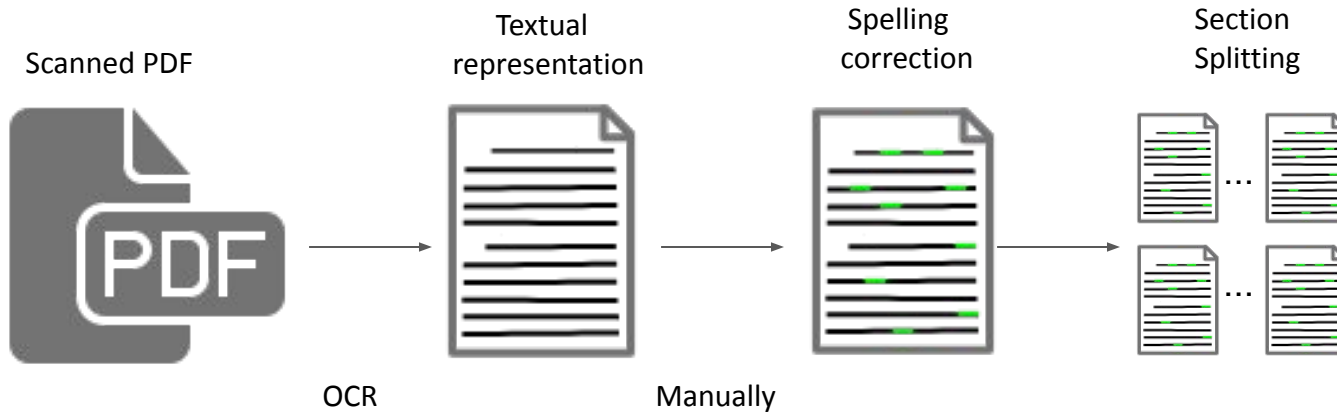 Scanned PDF
Textual
representation
Spelling
correction
Section
Splitting
PDF
...
...
OCR
Manually